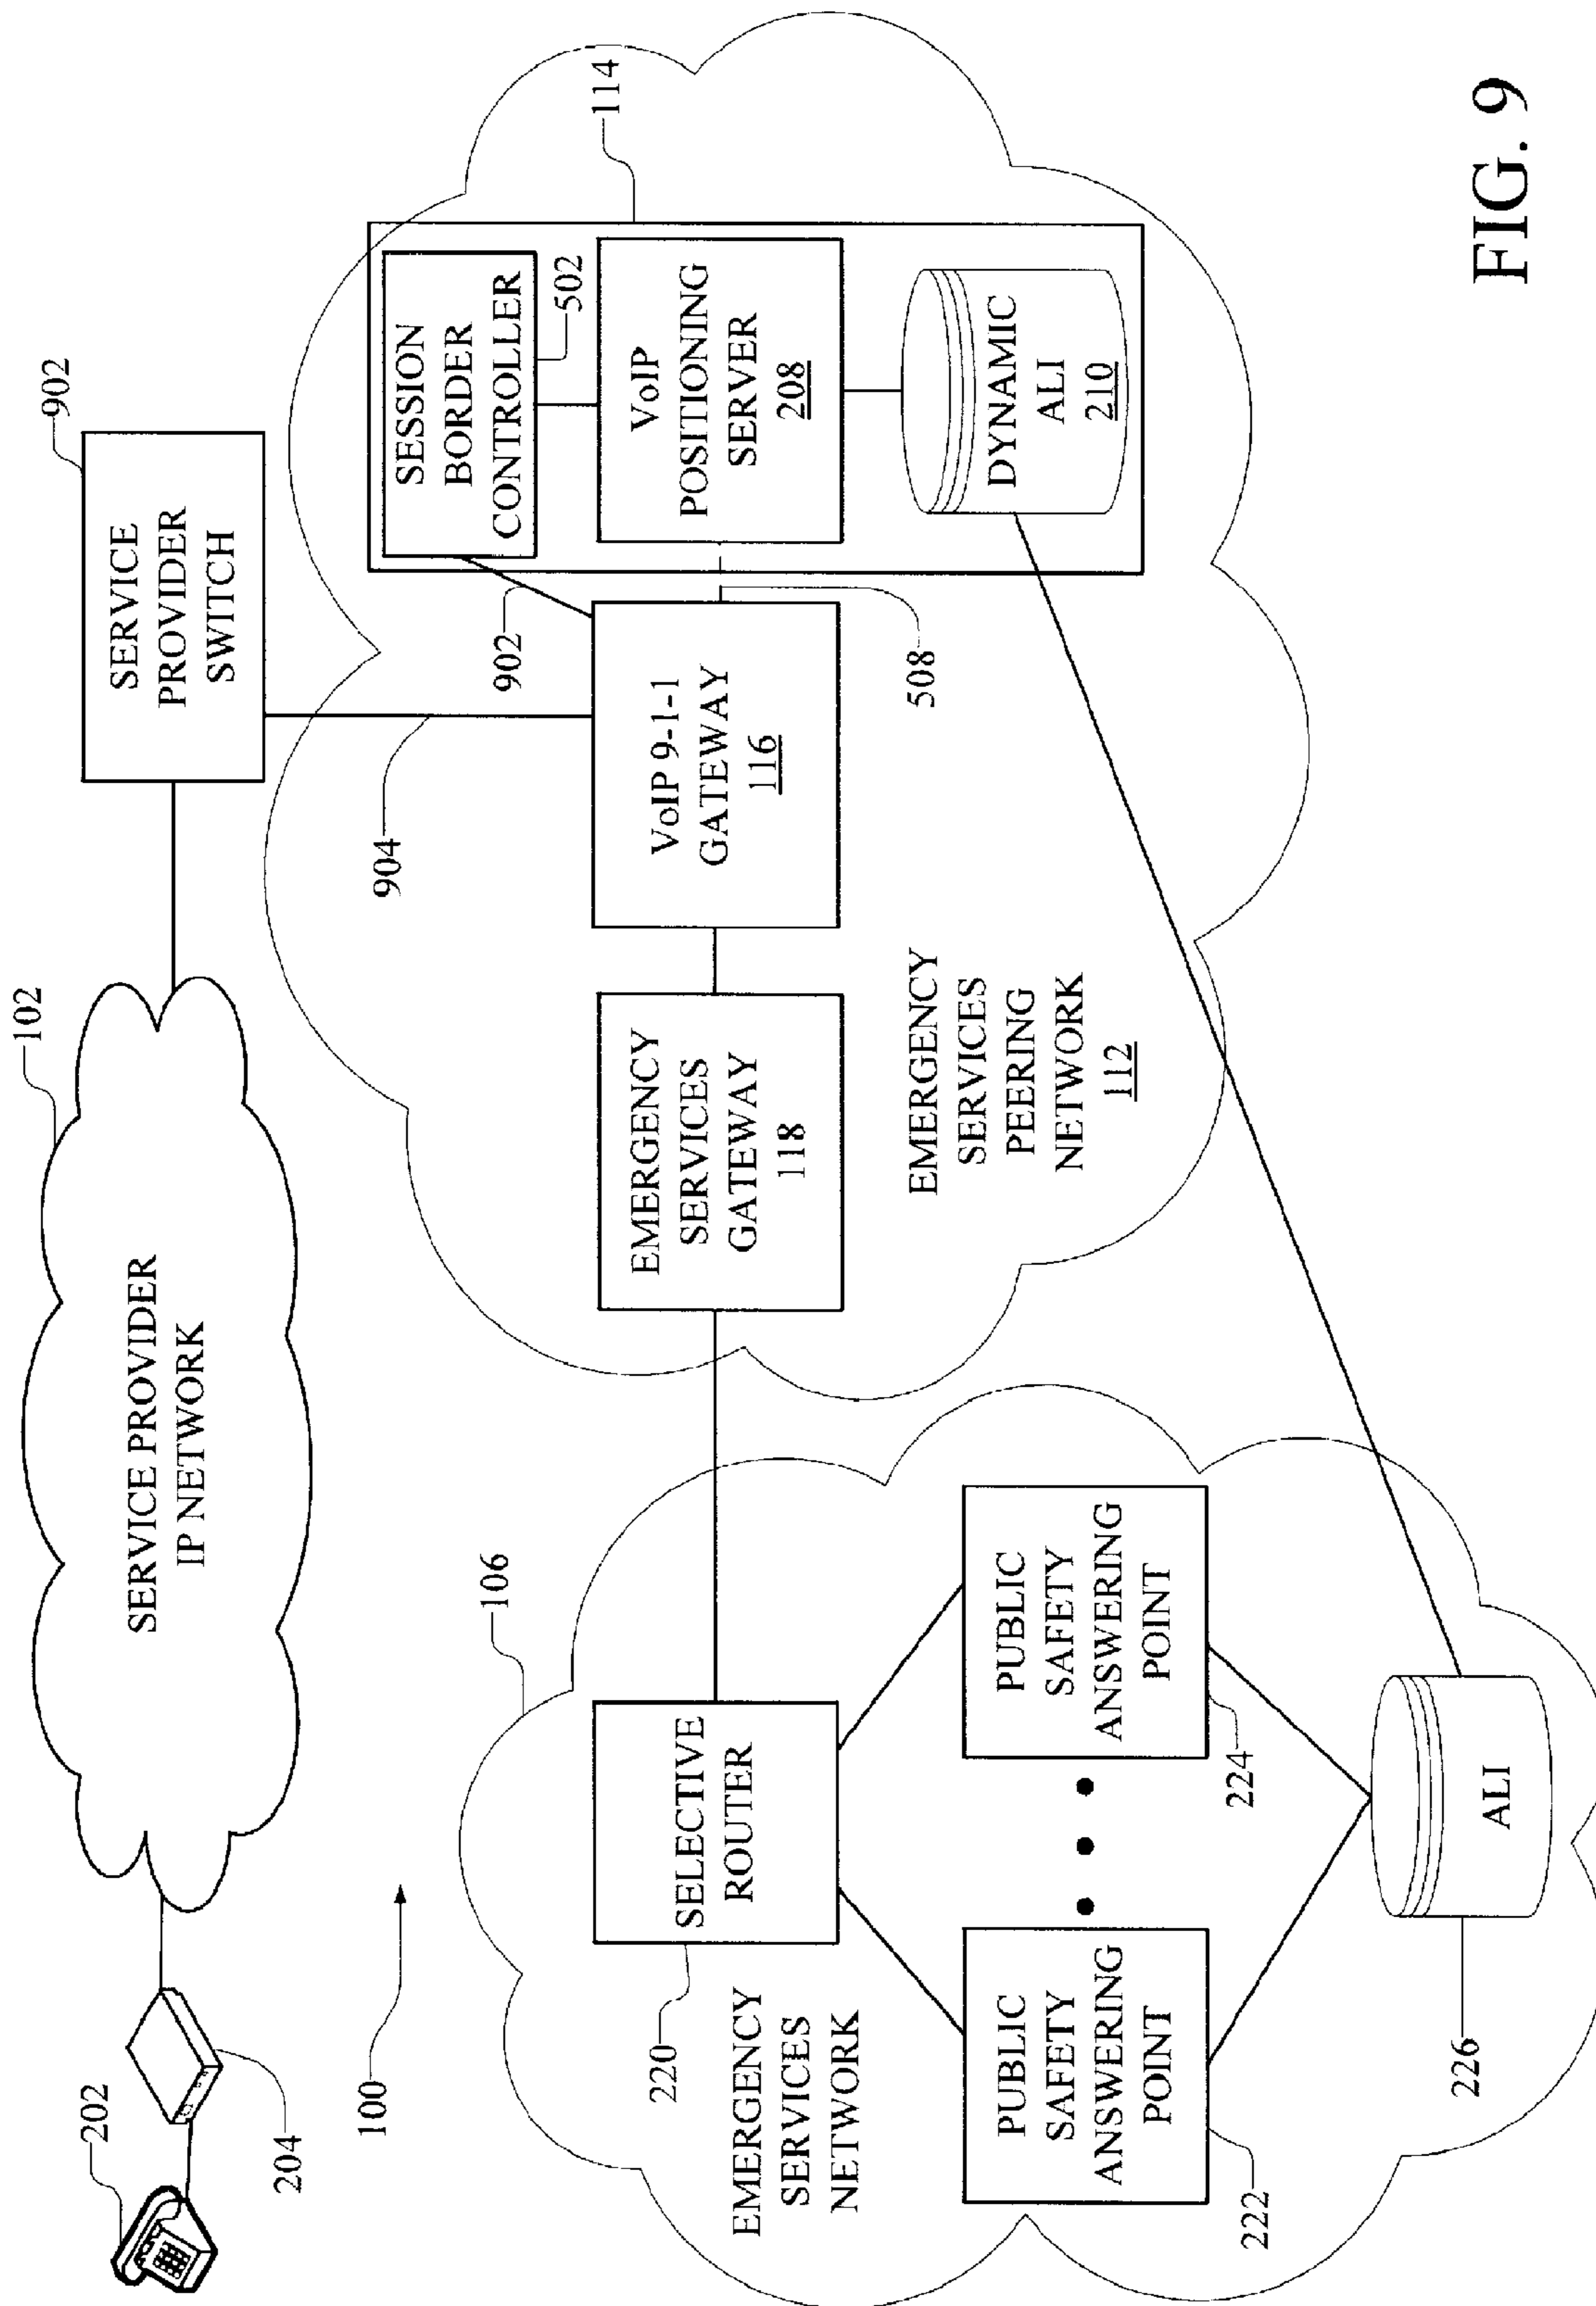 902
102
SERVICE PROVIDER
IP NETWORK
SERVICE
PROVIDER
SWITCH
202
204
100
904
902
508
114
SESSION
BORDER
CONTROLLER
502
VoIP
POSITIONING
SERVER
208
DYNAMIC
ALI
210
VoIP 9-1-1
GATEWAY
116
EMERGENCY
SERVICES
GATEWAY
118
EMERGENCY
SERVICES
PEERING
NETWORK
112
106
SELECTIVE
ROUTER
220
EMERGENCY
SERVICES
NETWORK
PUBLIC
SAFETY
ANSWERING
POINT
222
PUBLIC
SAFETY
ANSWERING
POINT
224
ALI
226
FIG. 9